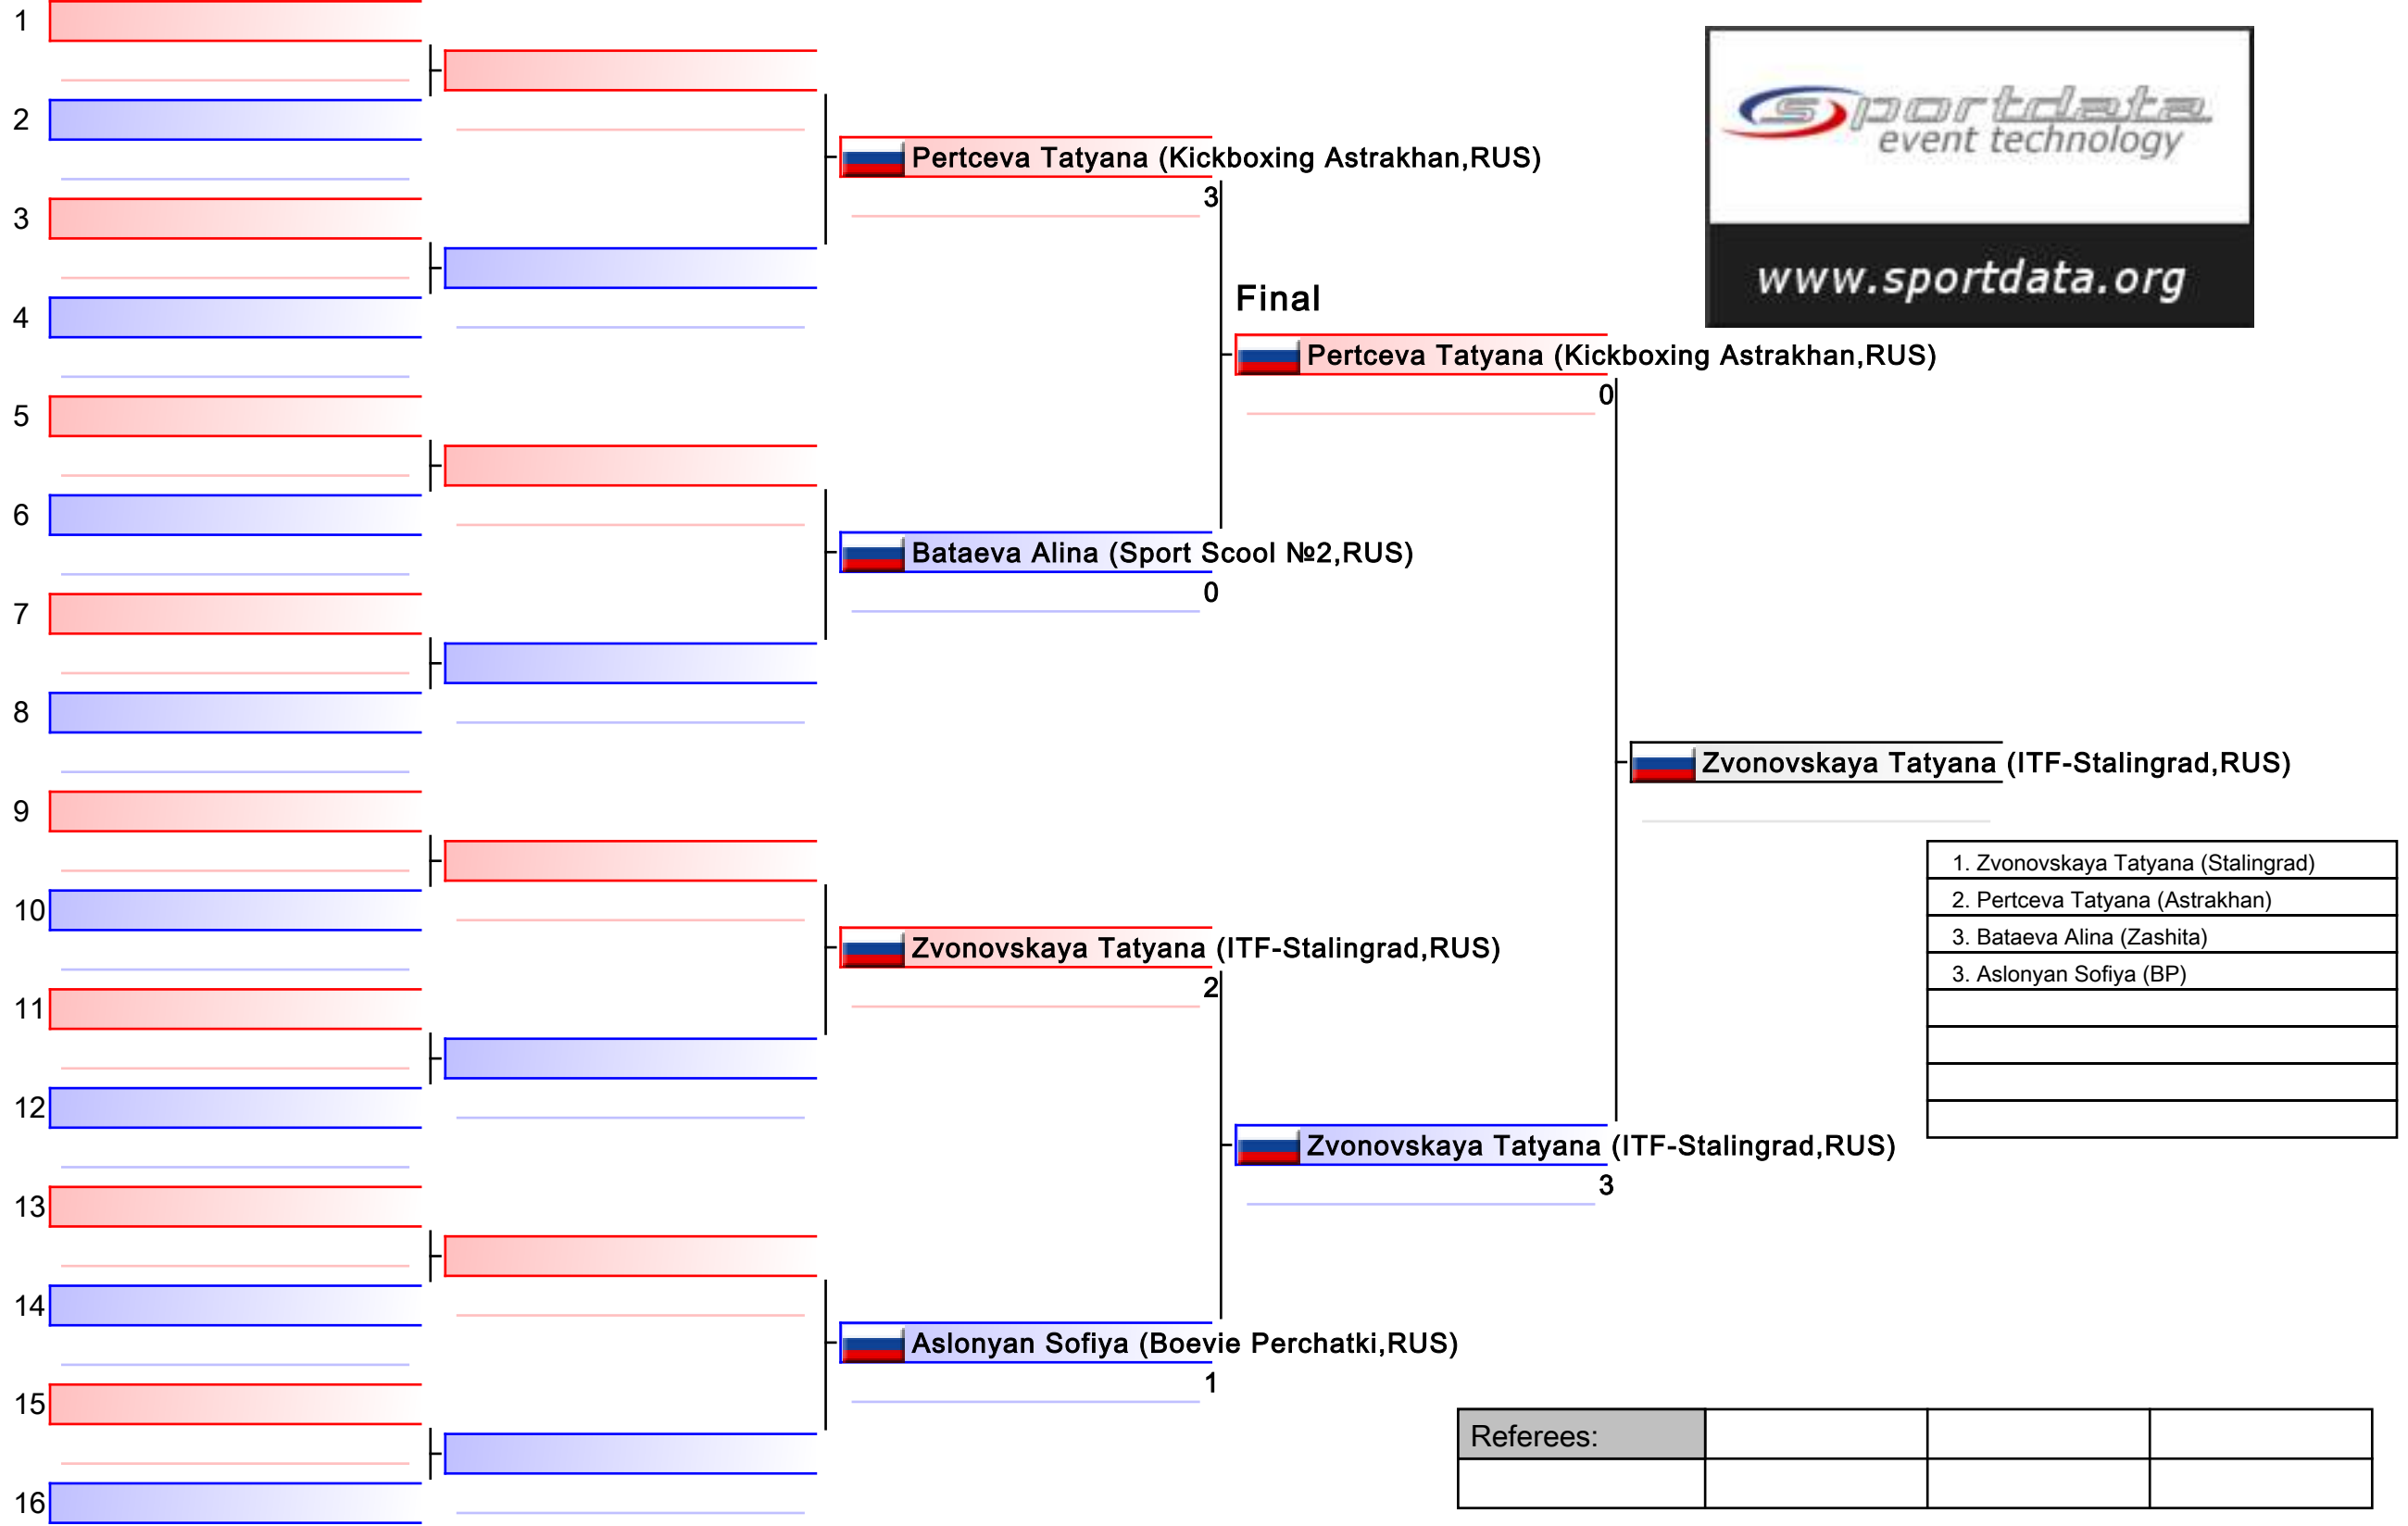 1
2
3
4
5
6
7
8
9
10
11
12
13
14
15
16
Pertceva Tatyana (Kickboxing Astrakhan,RUS)
3
Bataeva Alina (Sport Scool №2,RUS)
0
Zvonovskaya Tatyana (ITF-Stalingrad,RUS)
2
Aslonyan Sofiya (Boevie Perchatki,RUS)
1
Final
Pertceva Tatyana (Kickboxing Astrakhan,RUS)
0
Zvonovskaya Tatyana (ITF-Stalingrad,RUS)
3
Zvonovskaya Tatyana (ITF-Stalingrad,RUS)
sportdata
event technology
www.sportdata.org
1. Zvonovskaya Tatyana (Stalingrad)
2. Pertceva Tatyana (Astrakhan)
3. Bataeva Alina (Zashita)
3. Aslonyan Sofiya (BP)
Referees: